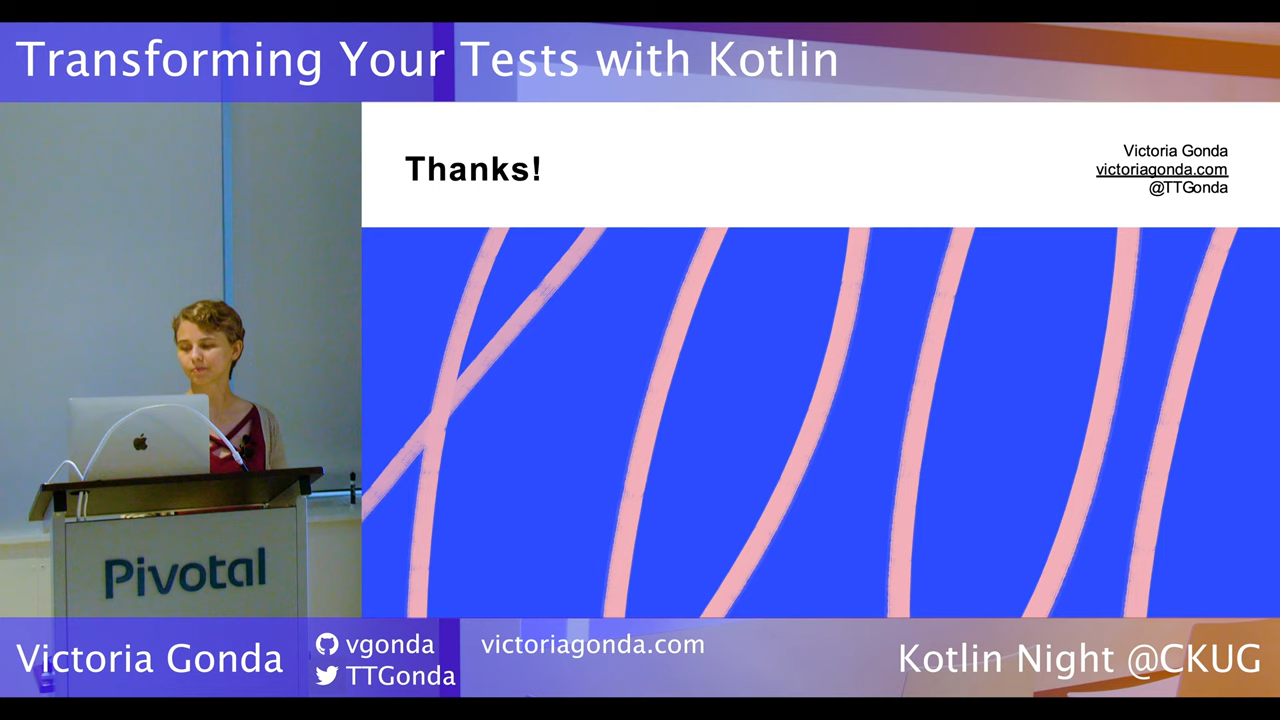 Transforming Your Tests with Kotlin
Thanks!
Victoria Gonda
victoriagonda.com
@TTGonda
Pivotal
Victoria Gonda
vgonda
TTGonda
victoriagonda.com
Kotlin Night @CKUG